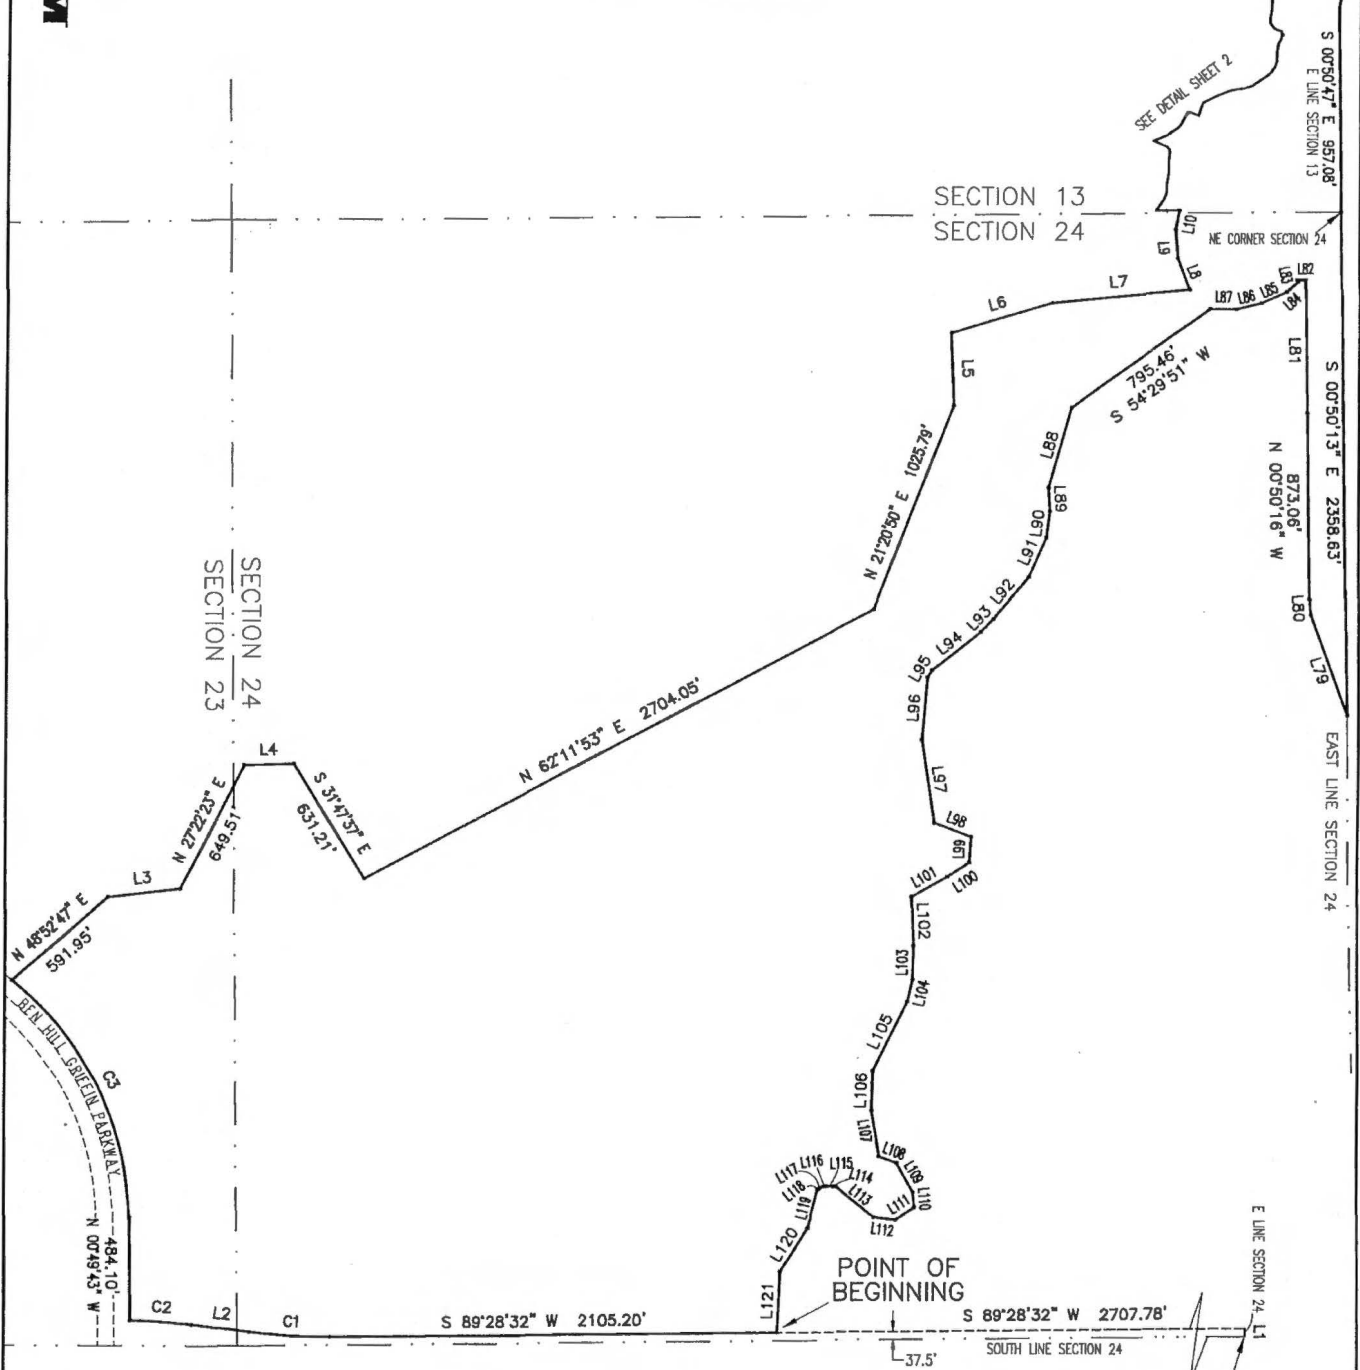 M
S 00°50'47" E 957.08'
E LINE SECTION 13
SEE DETAIL SHEET 2
SECTION 13
SECTION 24
L10
L9
L8
NE CORNER SECTION 24
L82
L83
L84
L85
L86
L87
L7
L6
L5
L81
795.46'
S 54°29'51" W
S 00°50'13" E 2358.63'
873.06'
N 00°50'16" W
L88
L89
L90
L91
L92
L93
L94
L95
L96
L80
L79
N 21°20'50" E 1025.79'
SECTION 24
SECTION 23
N 62°11'53" E 2704.05'
EAST LINE SECTION 24
L4
S 31°47'37" E
631.21'
N 27°22'23" E
649.51'
L3
N 48°52'47" E
591.95'
L97
L98
L99
L100
L101
L102
L103
L104
L105
L106
L107
L108
L109
L110
L111
L112
L113
L114
L115
L116
L117
L118
L119
L120
L121
BEN HILL GRIFFIN PARKWAY
C3
484.10'
N 00°49'43" W
C2
L2
C1
S 89°28'32" W 2105.20'
POINT OF
BEGINNING
S 89°28'32" W 2707.78'
E LINE SECTION 24
L1
SOUTH LINE SECTION 24
37.5'